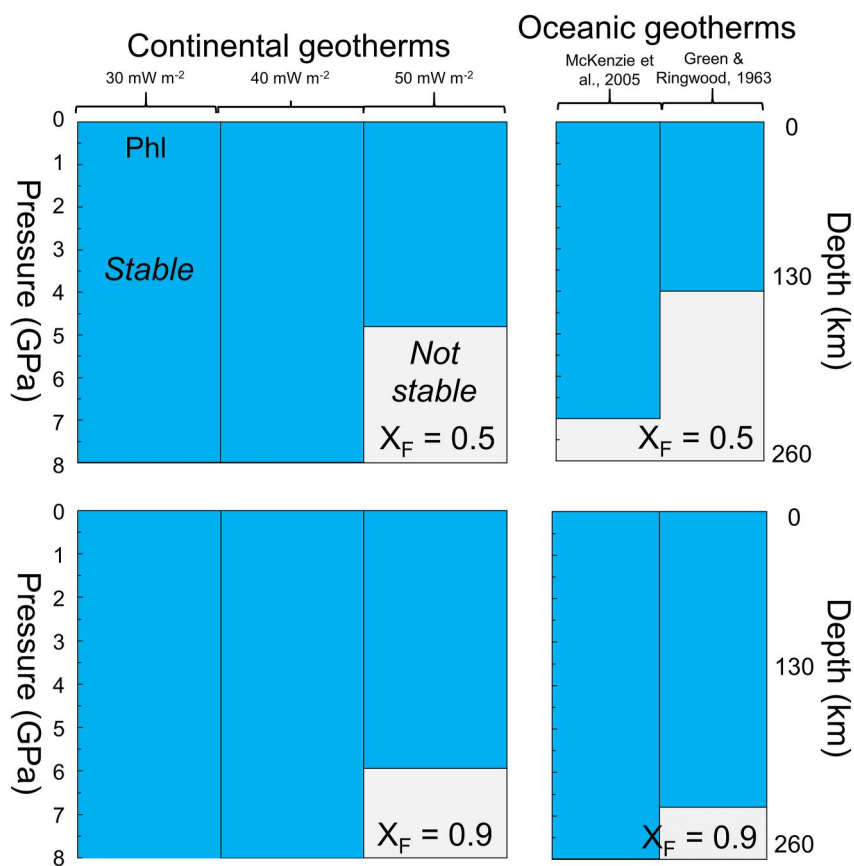 Continental geotherms
30 mW m-2
40 mW m-2
50 mW m-2
Oceanic geotherms
McKenzie et
al., 2005
Green &
Ringwood, 1963
Pressure (GPa)
0
1
2
3
4
5
6
7
8
Phl
Stable
Not
stable
XF = 0.5
XF = 0.5
0
130
260
Depth (km)
Pressure (GPa)
0
1
2
3
4
5
6
7
8
XF = 0.9
XF = 0.9
0
130
260
Depth (km)